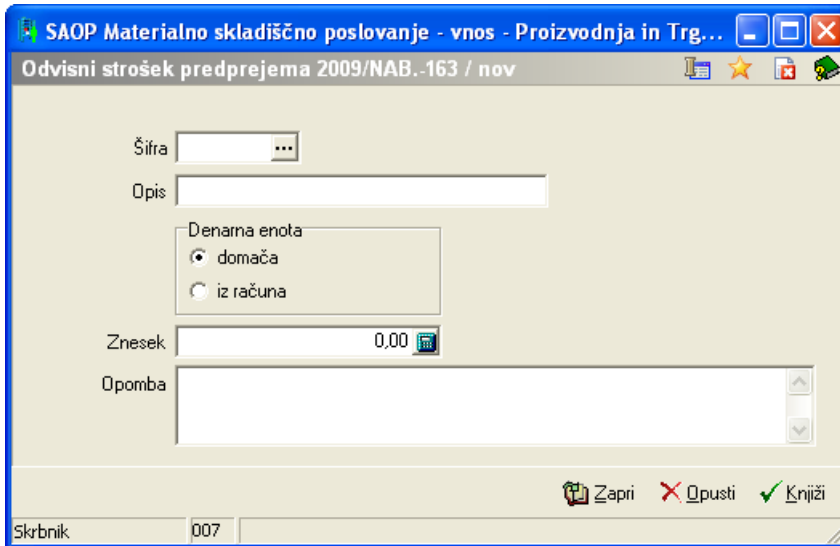 SAOP Materialno skladiščno poslovanje - vnos - Proizvodnja in Trg...
Odvisni strošek predprejema 2009/NAB.-163 / nov
Šifra
...
Opis
Denarna enota
domača
iz računa
Znesek 0,00
Opomba
Zapri Opusti Knjiži
Skrbnik 007